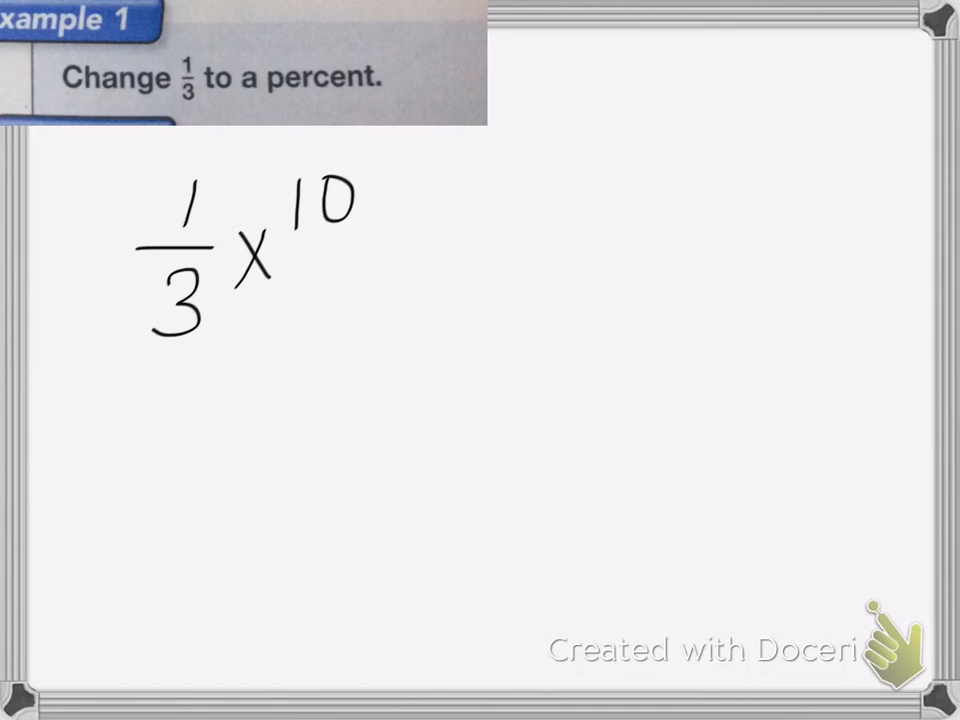 xample 1
Change 1/3 to a percent.
1/3 x 10
Created with Doceri